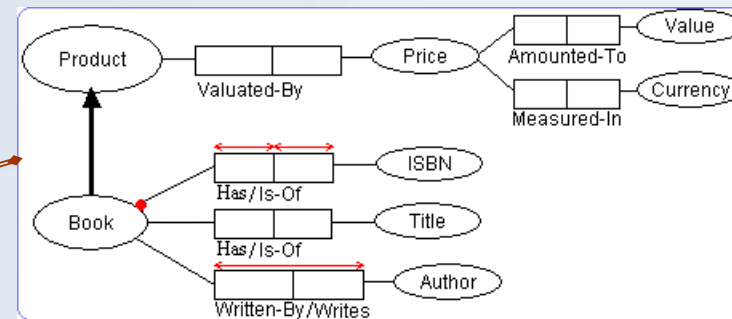 Product
Valuated-By
Price
Amounted-To
Value
Measured-In
Currency
Book
Has/Is-Of
ISBN
Has/Is-Of
Title
Written-By/Writes
Author